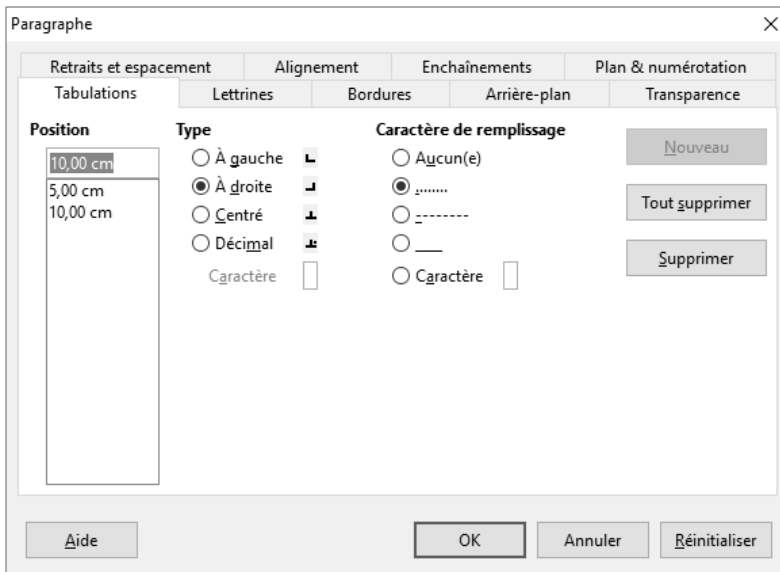 Paragraphe
Retraits et espacement Alignement Enchaînements Plan & numérotation
Tabulations Lettrines Bordures Arrière-plan Transparence
Position Type Caractère de remplissage
10,00 cm À gauche Aucun(e) Nouveau
5,00 cm À droite ........
10,00 cm Centré -------- Tout supprimer
Décimal ___
Caractère Caractère Supprimer
Aide OK Annuler Réinitialiser